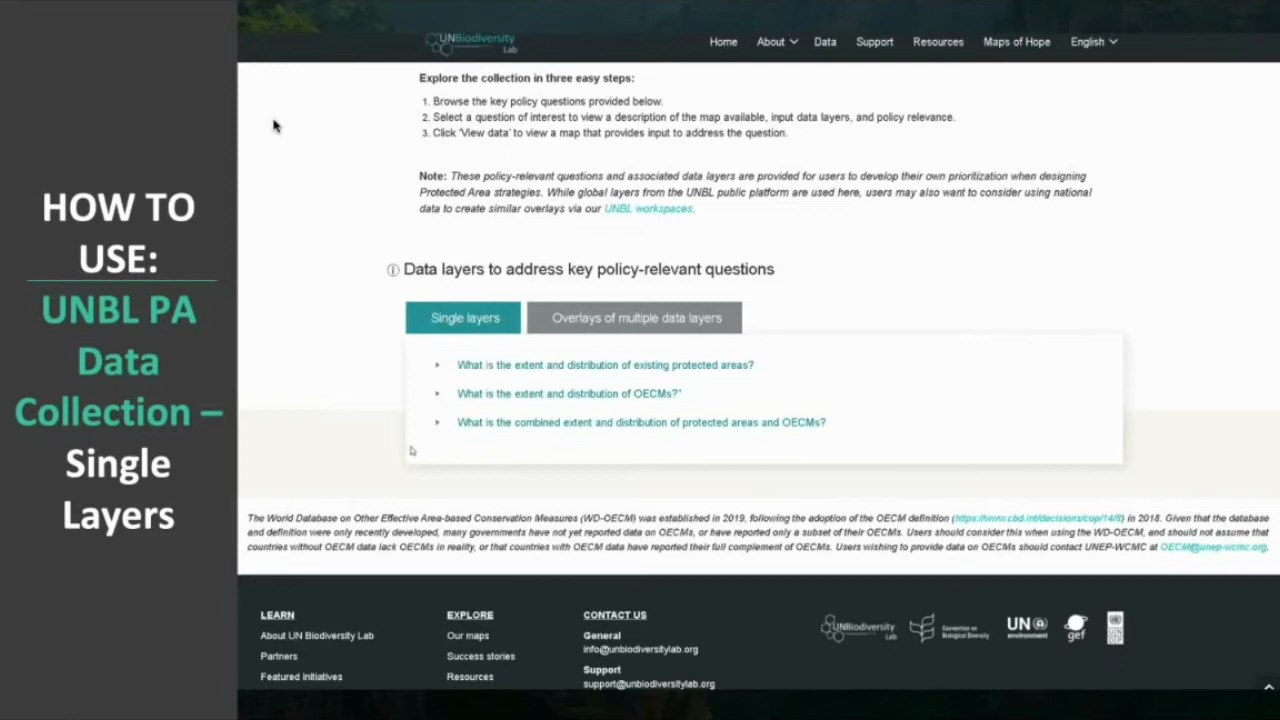 HOW TO
USE:
UNBL PA
Data
Collection –
Single
Layers
UNBiodiversity
Lab
Home
About
Data
Support
Resources
Maps of Hope
English
Explore the collection in three easy steps:
1. Browse the key policy questions provided below.
2. Select a question of interest to view a description of the map available, input data layers, and policy relevance.
3. Click 'View data' to view a map that provides input to address the question.
Note: These policy-relevant questions and associated data layers are provided for users to develop their own prioritization when designing
Protected Area strategies. While global layers from the UNBL public platform are used here, users may also want to consider using national
data to create similar overlays via our UNBL workspaces.
Data layers to address key policy-relevant questions
Single layers
Overlays of multiple data layers
What is the extent and distribution of existing protected areas?
What is the extent and distribution of OECMs?*
What is the combined extent and distribution of protected areas and OECMs?
The World Database on Other Effective Area-based Conservation Measures (WD-OECM) was established in 2019, following the adoption of the OECM definition (https://www.cbd.int/decisions/cop/14/8) in 2018. Given that the database
and definition were only recently developed, many governments have not yet reported data on OECMs, or have reported only a subset of their OECMs. Users should consider this when using the WD-OECM, and should not assume that
countries without OECM data lack OECMs in reality, or that countries with OECM data have reported their full complement of OECMs. Users wishing to provide data on OECMs should contact UNEP-WCMC at OECM@unep-wcmc.org.
LEARN
About UN Biodiversity Lab
Partners
Featured Initiatives
EXPLORE
Our maps
Success stories
Resources
CONTACT US
General
info@unbiodiversitylab.org
Support
support@unbiodiversitylab.org
UNBiodiversity
Lab
Convention on
Biological Diversity
UN
environment
gef
UN
DP